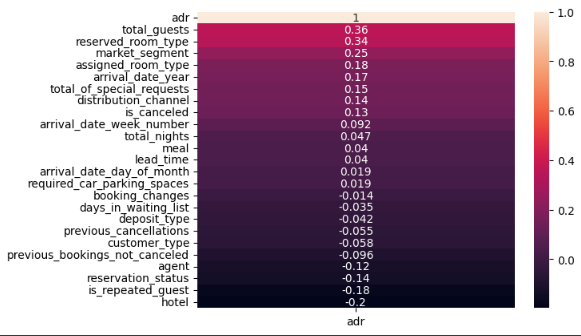 adr 1
total_guests 0.36
reserved_room_type 0.34
market_segment 0.25
assigned_room_type 0.18
arrival_date_year 0.17
total_of_special_requests 0.15
distribution_channel 0.14
is_canceled 0.13
arrival_date_week_number 0.092
total_nights 0.047
meal 0.04
lead_time 0.04
arrival_date_day_of_month 0.019
required_car_parking_spaces 0.019
booking_changes -0.014
days_in_waiting_list -0.035
deposit_type -0.042
previous_cancellations -0.055
customer_type -0.058
previous_bookings_not_canceled -0.096
agent -0.12
reservation_status -0.14
is_repeated_guest -0.18
hotel -0.2
adr
1.0
0.8
0.6
0.4
0.2
0.0